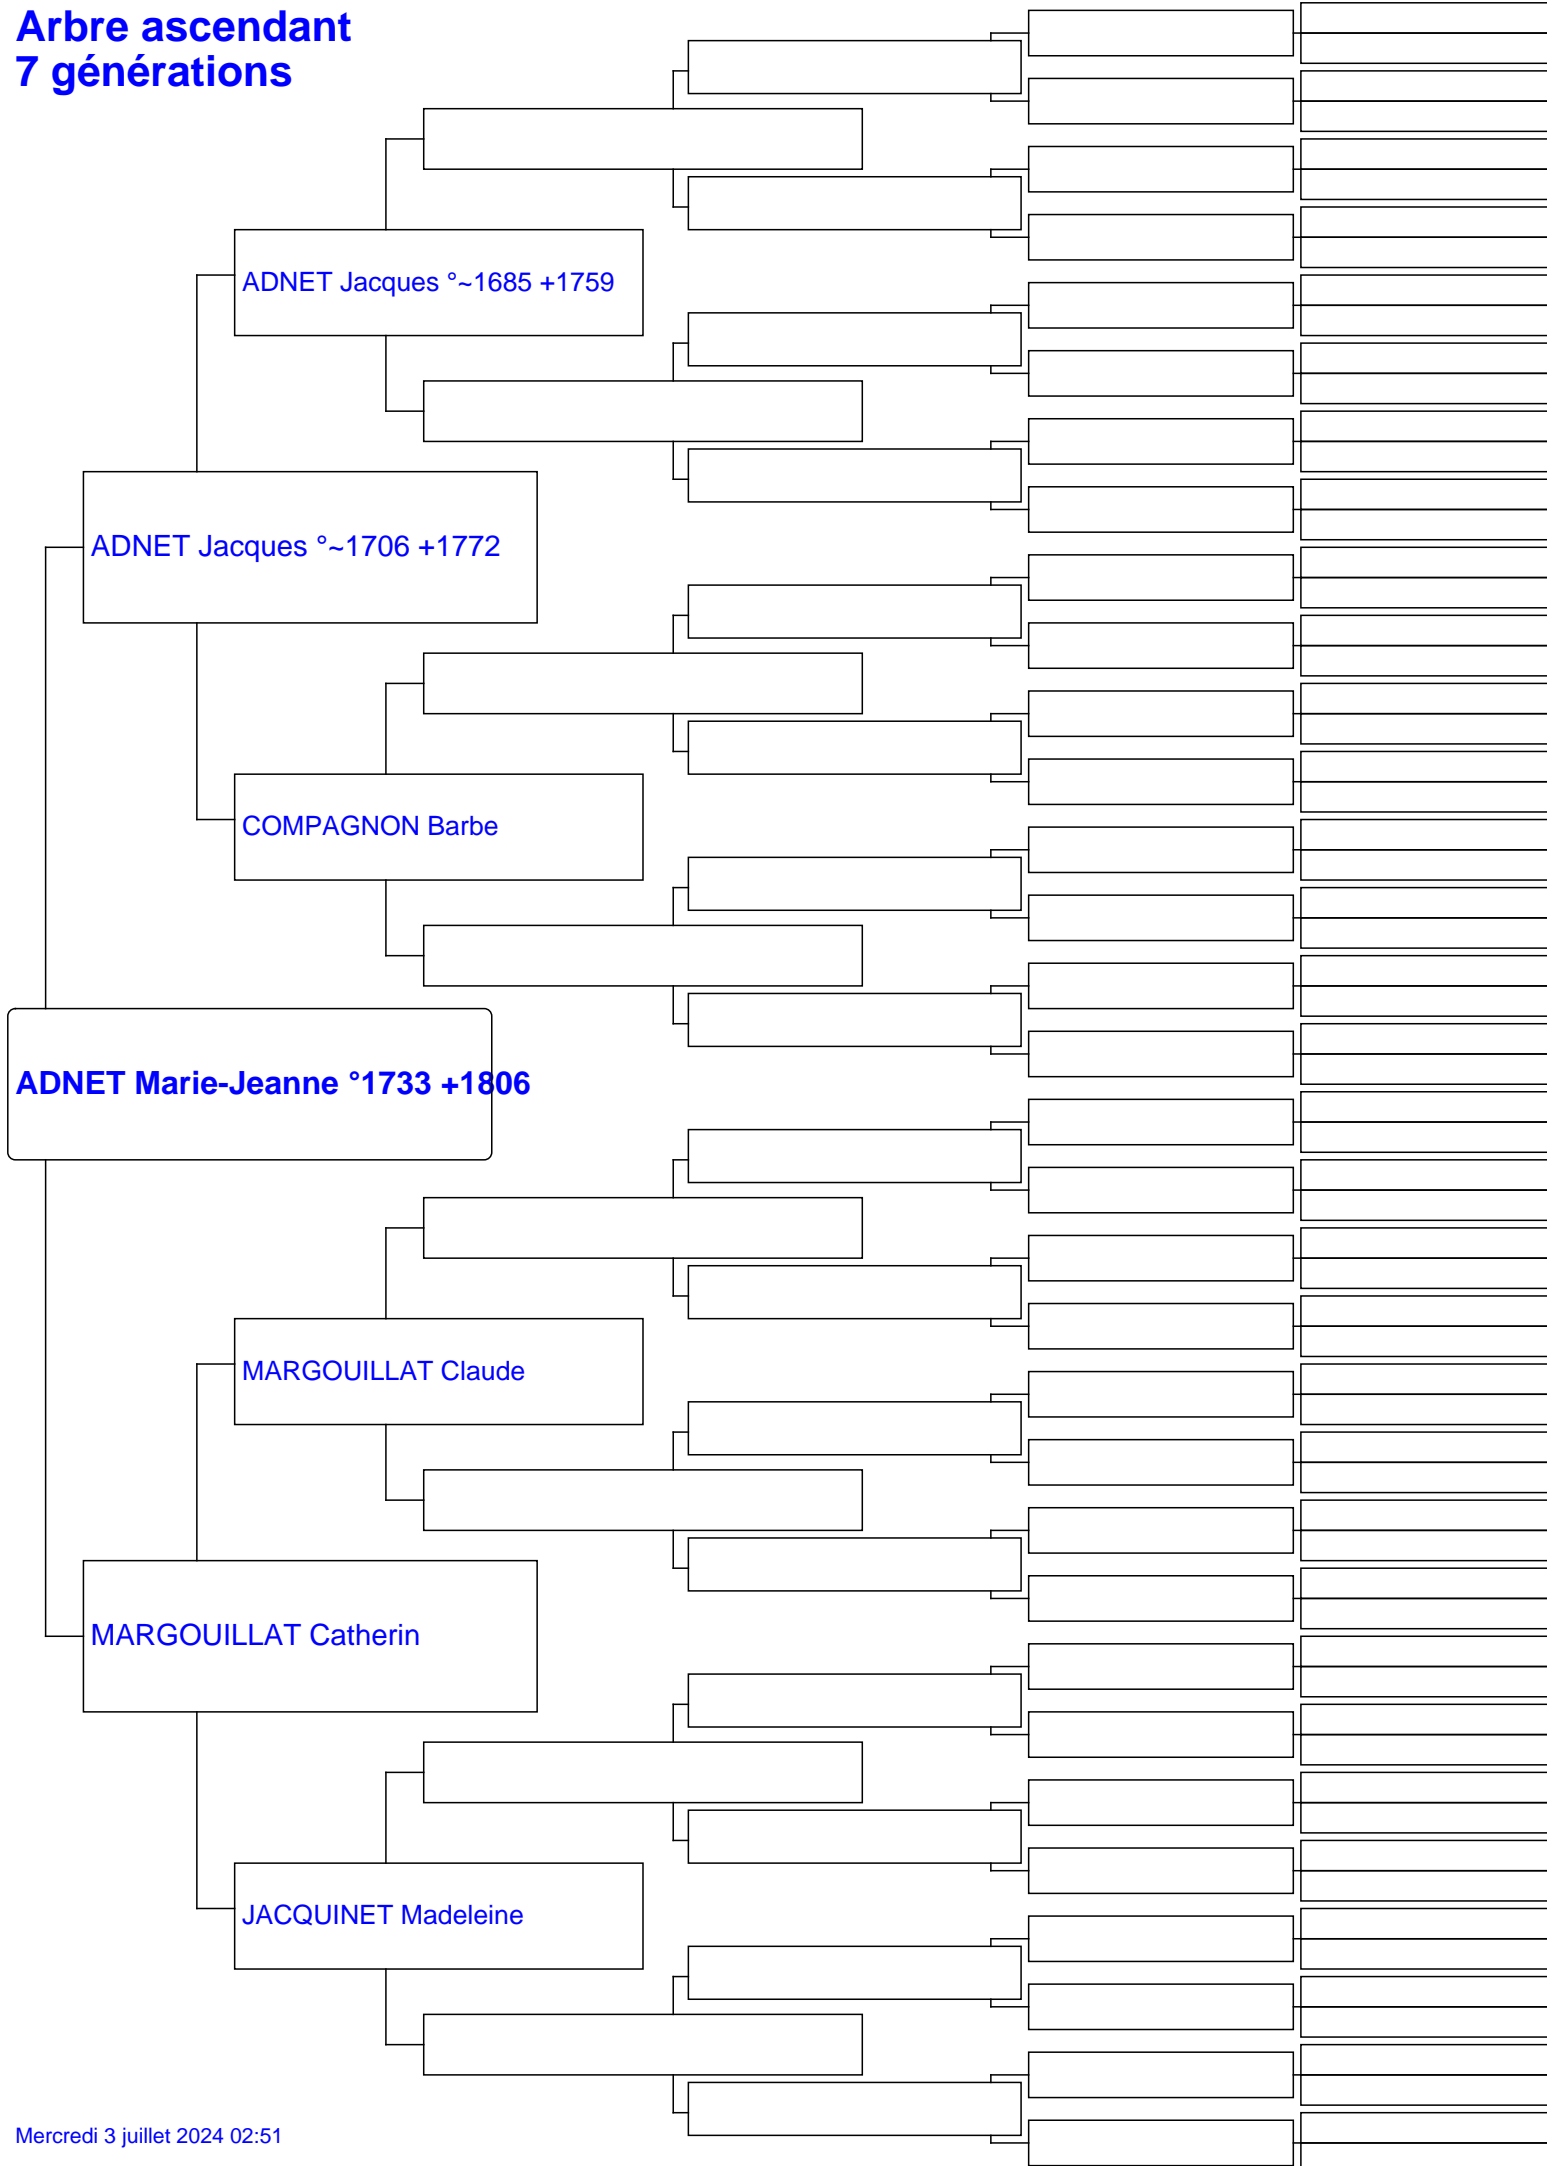 Arbre ascendant
7 générations
ADNET Jacques °~1685 +1759
ADNET Jacques °~1706 +1772
COMPAGNON Barbe
ADNET Marie-Jeanne °1733 +1806
MARGOUILLAT Claude
MARGOUILLAT Catherin
JACQUINET Madeleine
Mercredi 3 juillet 2024 02:51